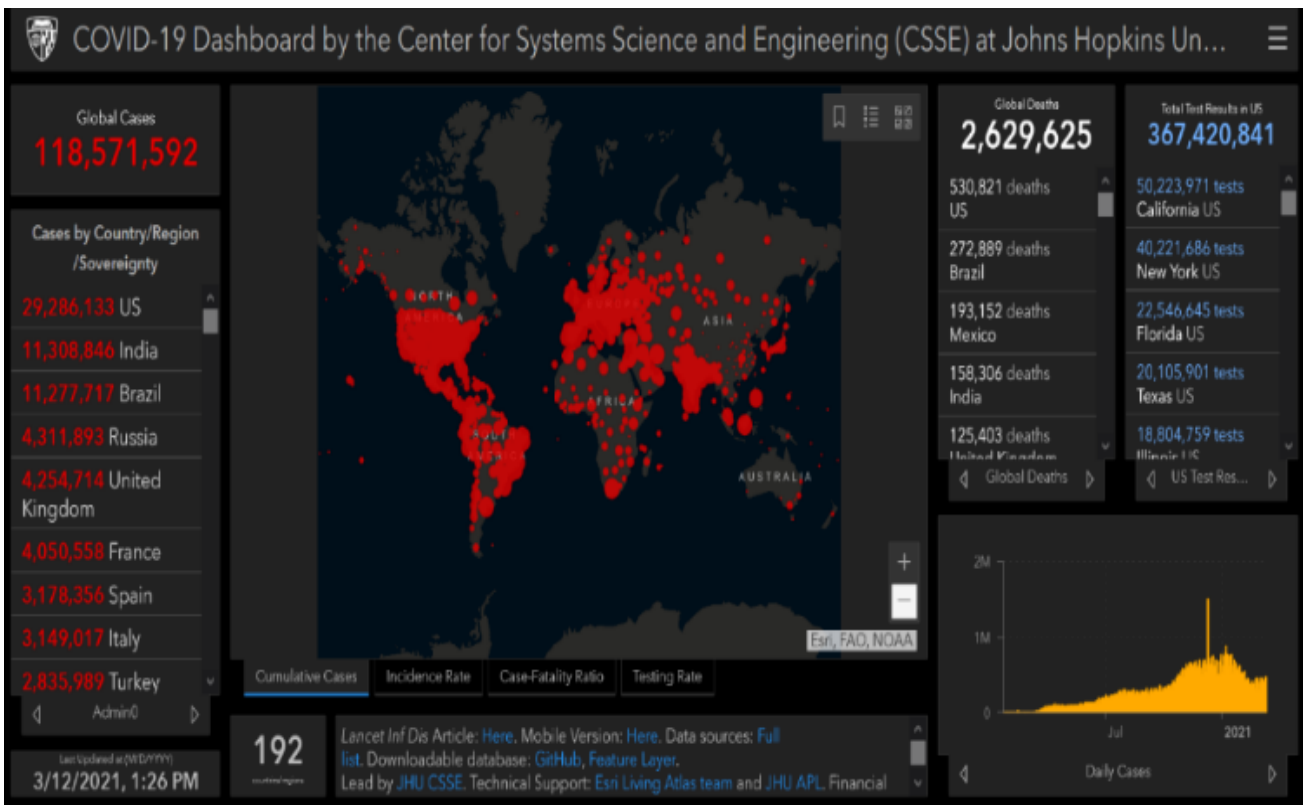 COVID-19 Dashboard by the Center for Systems Science and Engineering (CSSE) at Johns Hopkins Un...
Global Cases
118,571,592
Cases by Country/Region
/Sovereignty
29,286,133 US
11,308,846 India
11,277,717 Brazil
4,311,893 Russia
4,254,714 United
Kingdom
4,050,558 France
3,178,356 Spain
3,149,017 Italy
2,835,989 Turkey
Admin0
Last Updated at (M/D/YYYY)
3/12/2021, 1:26 PM
NORTH
AMERICA
SOUTH
AMERICA
EUROPE
AFRICA
ASIA
AUSTRALIA
Esri, FAO, NOAA
Cumulative Cases
Incidence Rate
Case-Fatality Ratio
Testing Rate
192
countries/regions
Lancet Inf Dis Article: Here. Mobile Version: Here. Data sources: Full
list. Downloadable database: GitHub, Feature Layer.
Lead by JHU CSSE. Technical Support: Esri Living Atlas team and JHU APL. Financial
Global Deaths
2,629,625
530,821 deaths
US
272,889 deaths
Brazil
193,152 deaths
Mexico
158,306 deaths
India
125,403 deaths
United Kingdom
Global Deaths
Total Test Results in US
367,420,841
50,223,971 tests
California US
40,221,686 tests
New York US
22,546,645 tests
Florida US
20,105,901 tests
Texas US
18,804,759 tests
Illinois US
US Test Res...
2M
1M
0
Jul
2021
Daily Cases